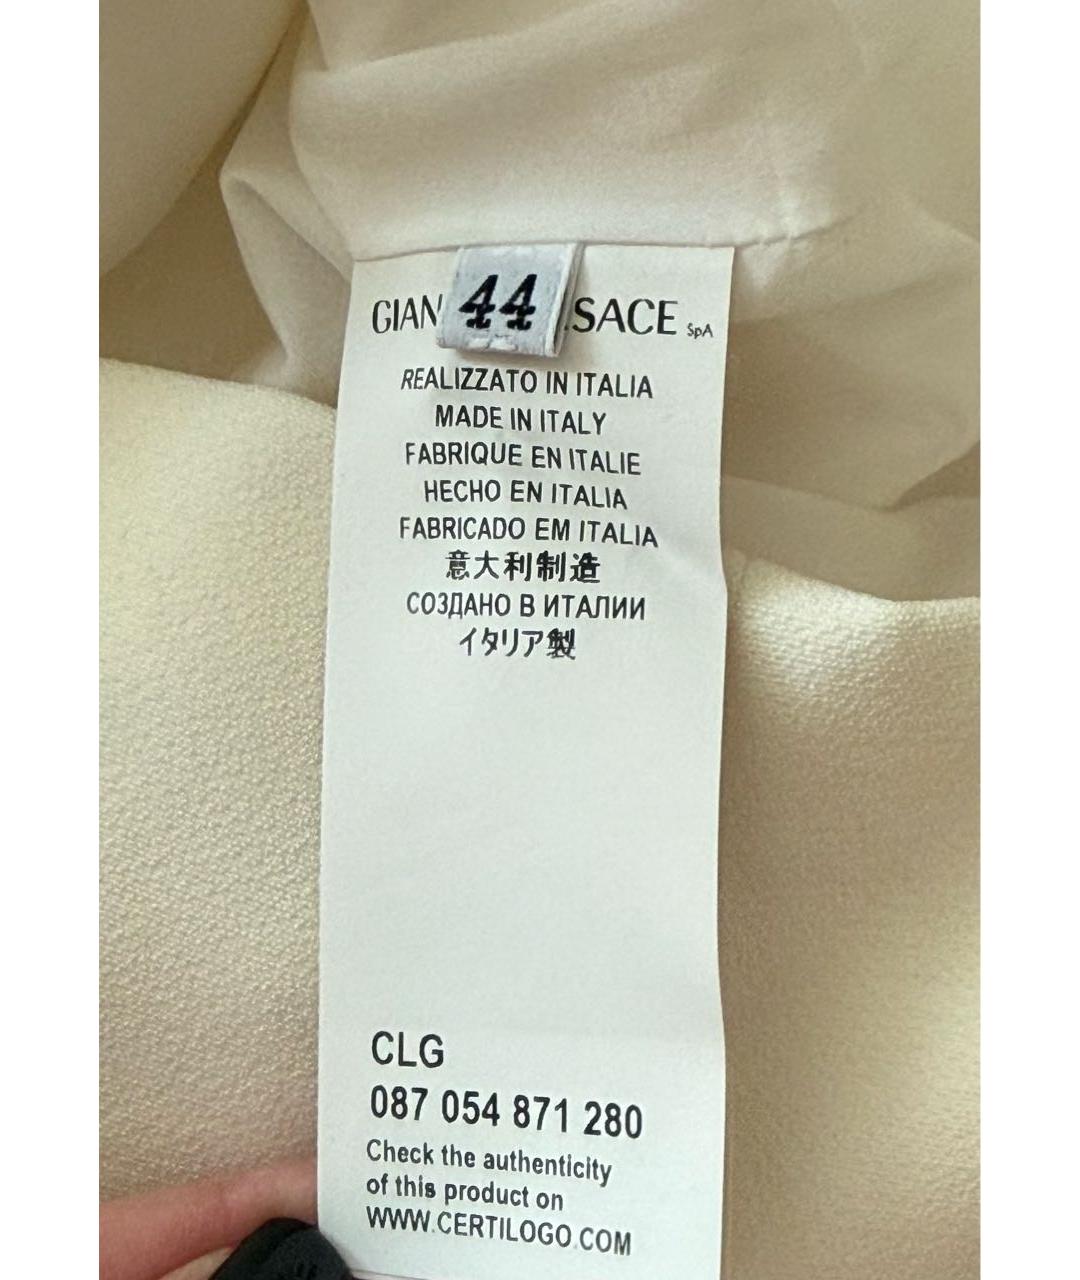 44
GIAN SACE SpA
REALIZZATO IN ITALIA
MADE IN ITALY
FABRIQUE EN ITALIE
HECHO EN ITALIA
FABRICADO EM ITALIA
意大利制造
СОЗДАНО В ИТАЛИИ
イタリア製
CLG
087 054 871 280
Check the authenticity
of this product on
WWW.CERTILOGO.COM